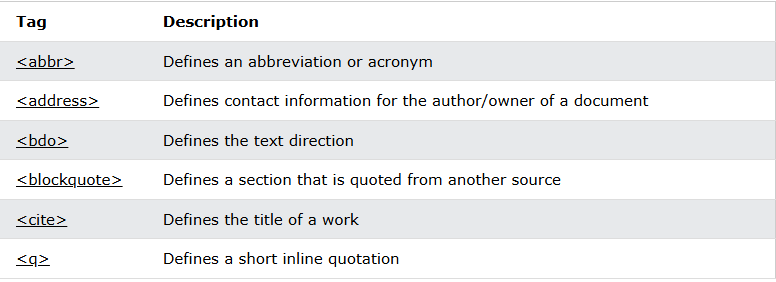 Tag Description
<abbr> Defines an abbreviation or acronym
<address> Defines contact information for the author/owner of a document
<bdo> Defines the text direction
<blockquote> Defines a section that is quoted from another source
<cite> Defines the title of a work
<q> Defines a short inline quotation